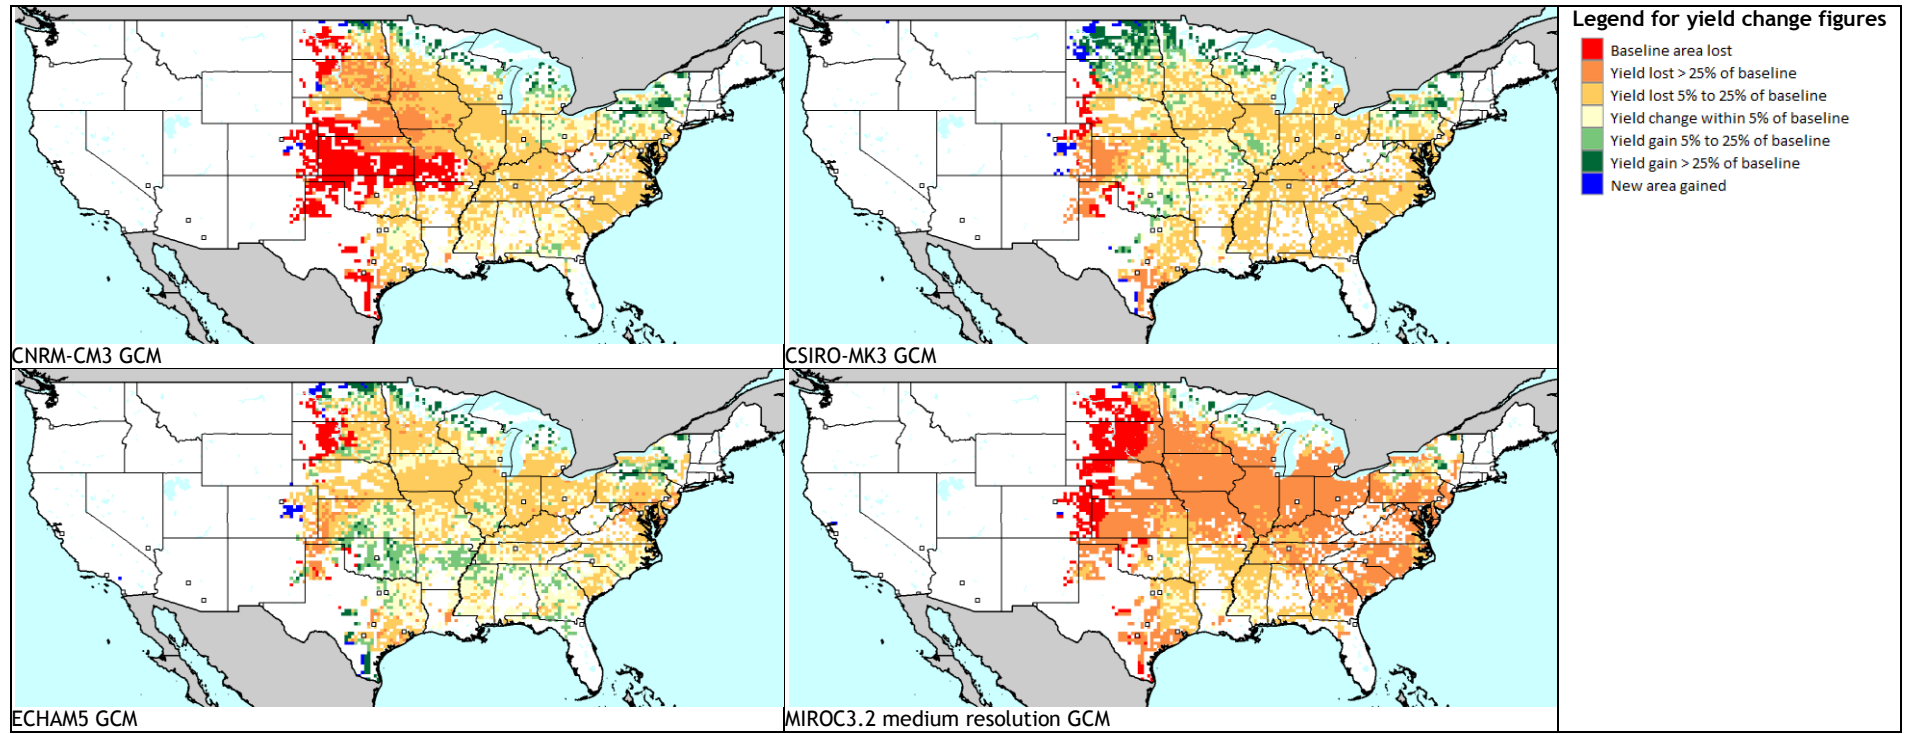 CNRM-CM3 GCM
CSIRO-MK3 GCM
ECHAM5 GCM
MIROC3.2 medium resolution GCM
Legend for yield change figures
Baseline area lost
Yield lost > 25% of baseline
Yield lost 5% to 25% of baseline
Yield change within 5% of baseline
Yield gain 5% to 25% of baseline
Yield gain > 25% of baseline
New area gained